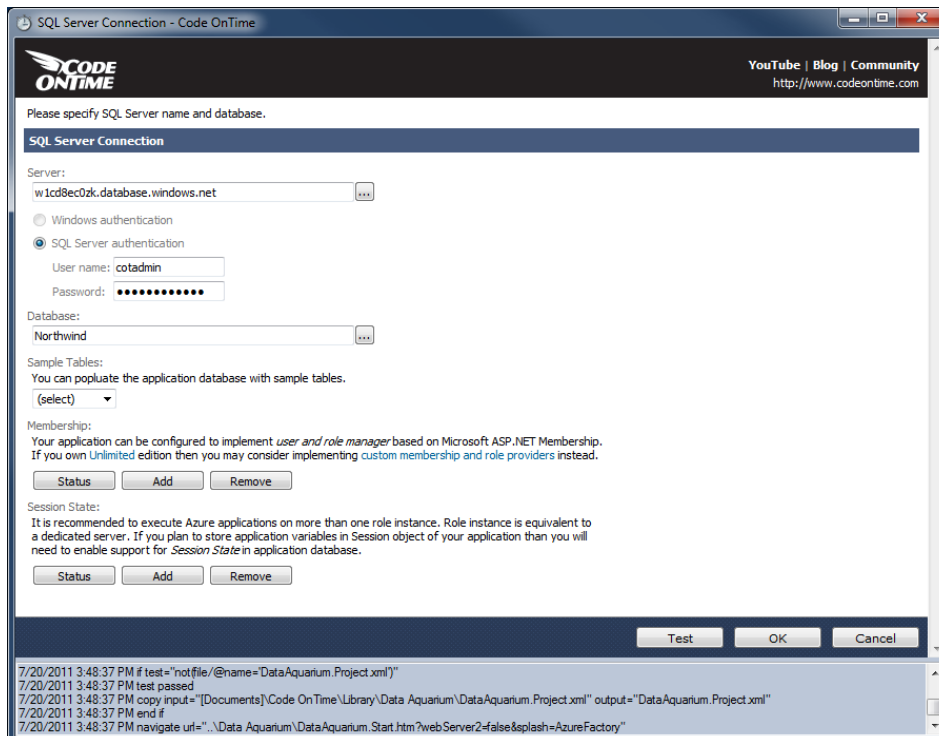 SQL Server Connection - Code OnTime
CODE
ONTIME
YouTube | Blog | Community
http://www.codeontime.com
Please specify SQL Server name and database.
SQL Server Connection
Server:
w1cd8ec0zk.database.windows.net
...
Windows authentication
SQL Server authentication
User name: cotadmin
Password: ●●●●●●●●●●●●
Database:
Northwind
...
Sample Tables:
You can popluate the application database with sample tables.
(select)
Membership:
Your application can be configured to implement user and role manager based on Microsoft ASP.NET Membership.
If you own Unlimited edition then you may consider implementing custom membership and role providers instead.
Status Add Remove
Session State:
It is recommended to execute Azure applications on more than one role instance. Role instance is equivalent to
a dedicated server. If you plan to store application variables in Session object of your application than you will
need to enable support for Session State in application database.
Status Add Remove
Test OK Cancel
7/20/2011 3:48:37 PM if test="not(file/@name='DataAquarium.Project.xml')"
7/20/2011 3:48:37 PM test passed
7/20/2011 3:48:37 PM copy input="[Documents]\Code OnTime\Library\Data Aquarium\DataAquarium.Project.xml" output="DataAquarium.Project.xml"
7/20/2011 3:48:37 PM end if
7/20/2011 3:48:37 PM navigate url="..\Data Aquarium\DataAquarium.Start.htm?webServer2=false&splash=AzureFactory"